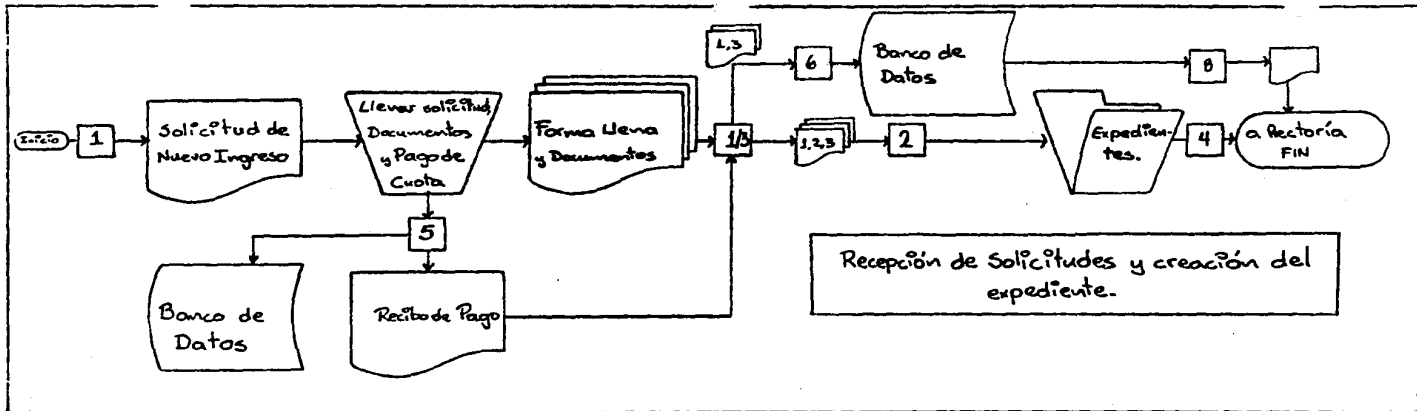 Inicio
1
Solicitud de
Nuevo Ingreso
Llevar solicitud,
Documentos
y Pago de
Cuota
Forma Llena
y Documentos
1/3
1,3
6
Banco de
Datos
8
1,2,3
2
Expedien-
tes.
4
a Rectoría
FIN
5
Banco de
Datos
Recibo de Pago
Recepción de Solicitudes y creación del
expediente.